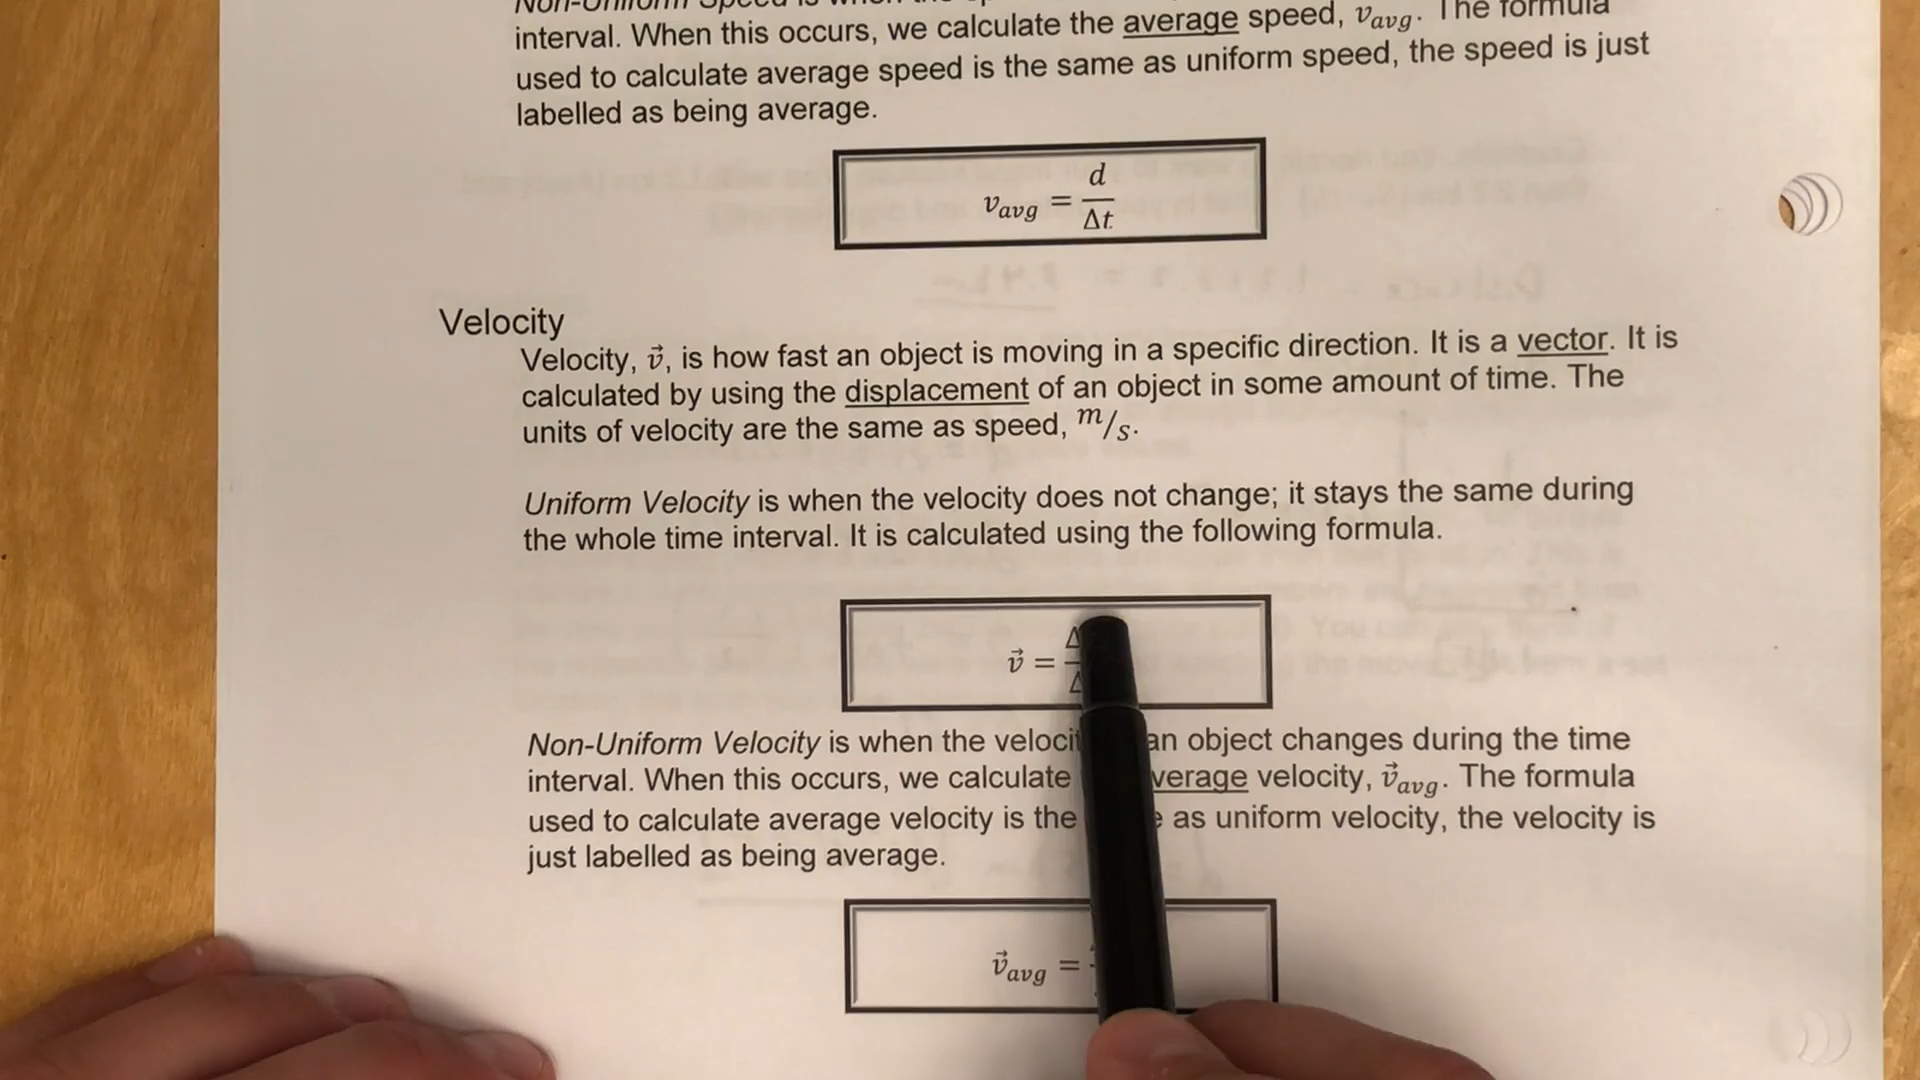 Non-Uniform Speed is when the
interval. When this occurs, we calculate the average speed, v_avg. The formula
used to calculate average speed is the same as uniform speed, the speed is just
labelled as being average.
v_avg = d/Δt
Velocity
Velocity, v⃗, is how fast an object is moving in a specific direction. It is a vector. It is
calculated by using the displacement of an object in some amount of time. The
units of velocity are the same as speed, m/s.
Uniform Velocity is when the velocity does not change; it stays the same during
the whole time interval. It is calculated using the following formula.
v⃗ = Δ/Δ
Non-Uniform Velocity is when the veloci an object changes during the time
interval. When this occurs, we calculate verage velocity, v⃗_avg. The formula
used to calculate average velocity is the as uniform velocity, the velocity is
just labelled as being average.
v⃗_avg =